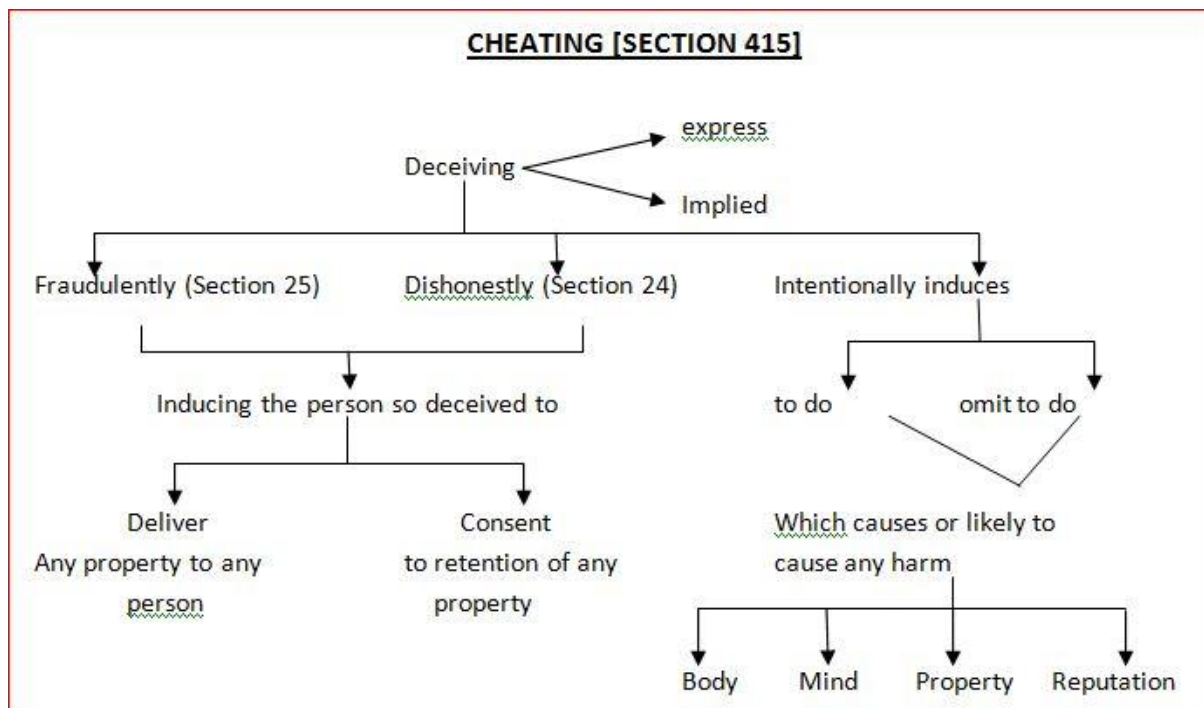 CHEATING [SECTION 415]
express
Deceiving
Implied
Fraudulently (Section 25)
Dishonestly (Section 24)
Intentionally induces
Inducing the person so deceived to
to do
omit to do
Deliver
Any property to any
person
Consent
to retention of any
property
Which causes or likely to
cause any harm
Body
Mind
Property
Reputation